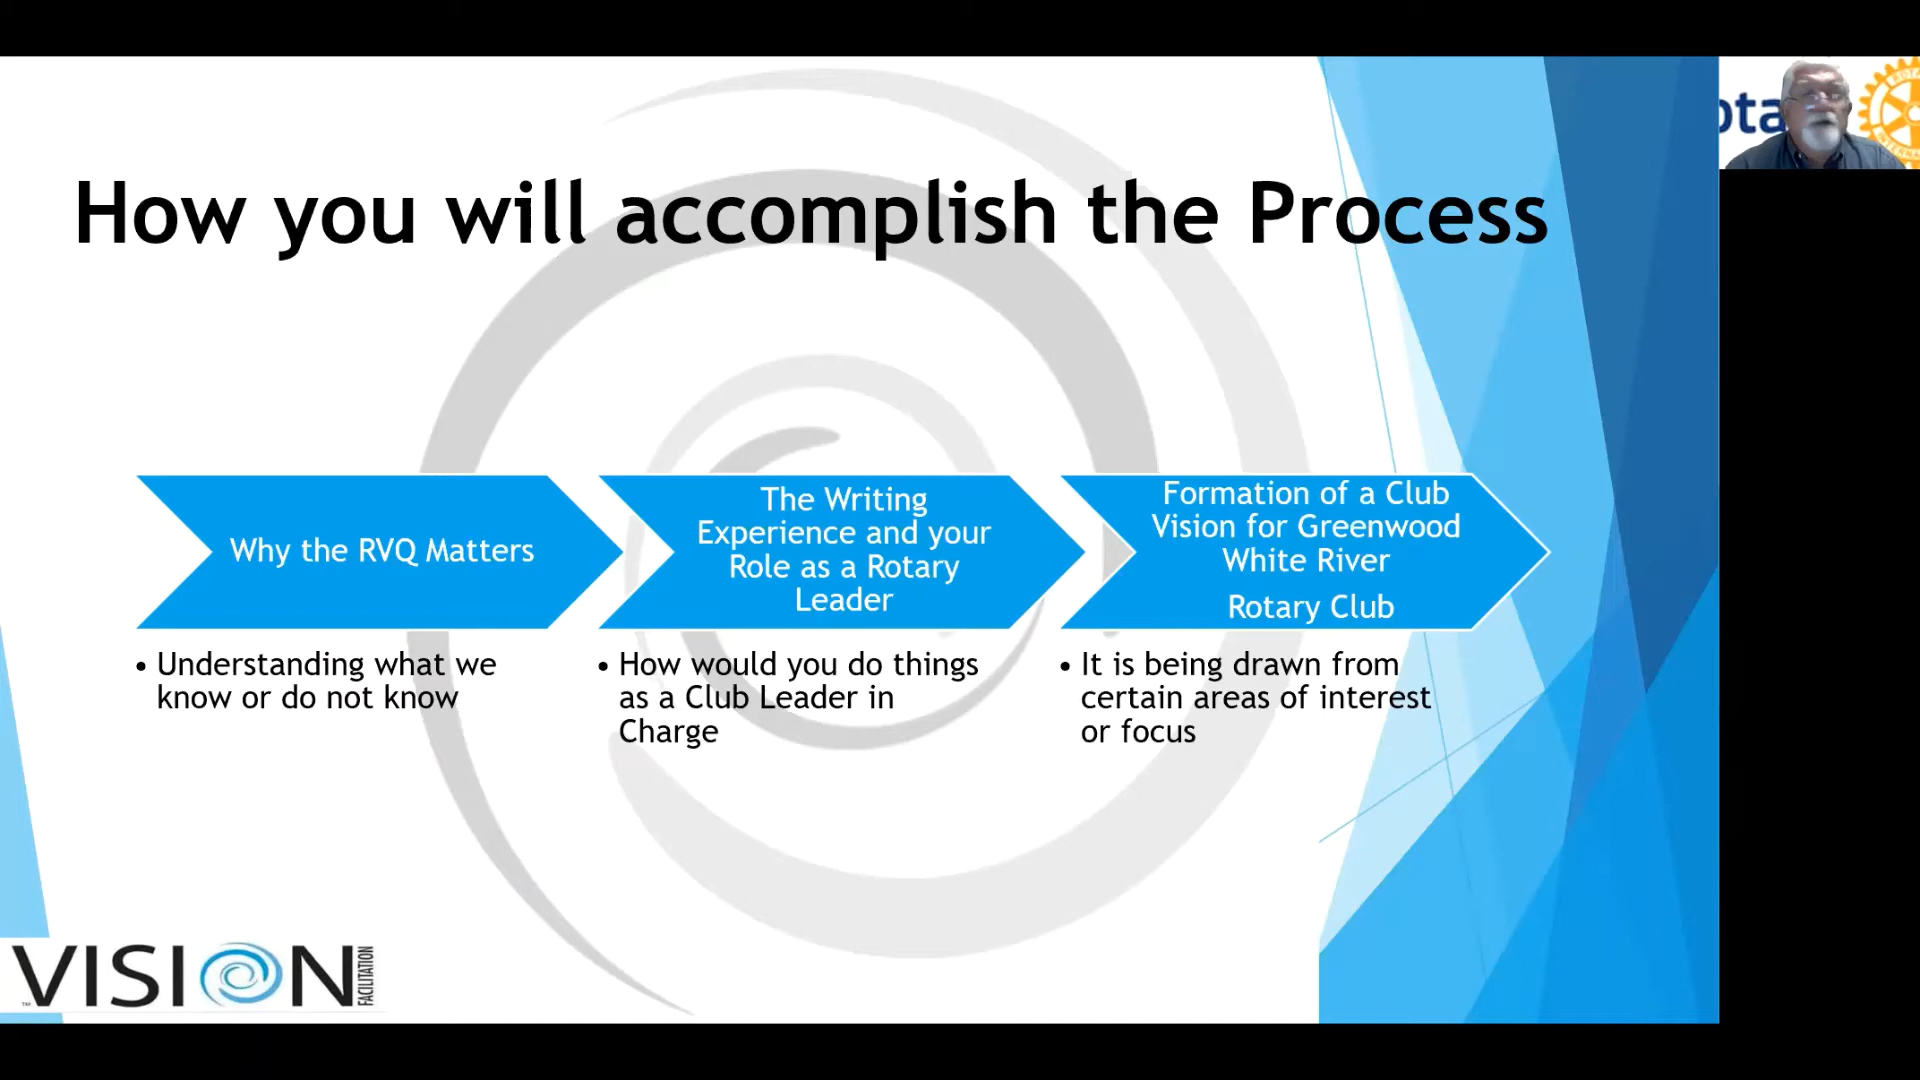 How you will accomplish the Process
Why the RVQ Matters
• Understanding what we
know or do not know
The Writing
Experience and your
Role as a Rotary
Leader
• How would you do things
as a Club Leader in
Charge
Formation of a Club
Vision for Greenwood
White River
Rotary Club
• It is being drawn from
certain areas of interest
or focus
VISION
FACILITATION